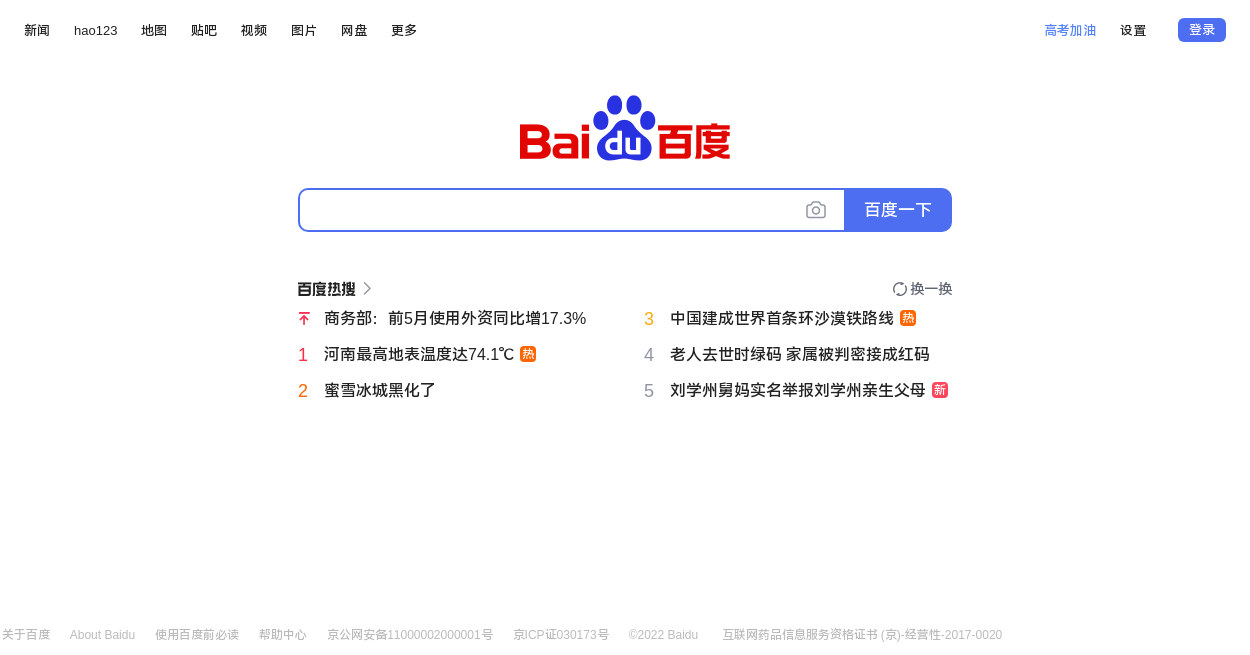 新闻 hao123 地图 贴吧 视频 图片 网盘 更多 高考加油 设置 登录
Bai du 百度
百度一下
百度热搜 换一换
商务部：前5月使用外资同比增17.3%
3 中国建成世界首条环沙漠铁路线 热
1 河南最高地表温度达74.1℃ 热
4 老人去世时绿码 家属被判密接成红码
2 蜜雪冰城黑化了
5 刘学州舅妈实名举报刘学州亲生父母 新
关于百度 About Baidu 使用百度前必读 帮助中心 京公网安备11000002000001号 京ICP证030173号 ©2022 Baidu 互联网药品信息服务资格证书 (京)-经营性-2017-0020